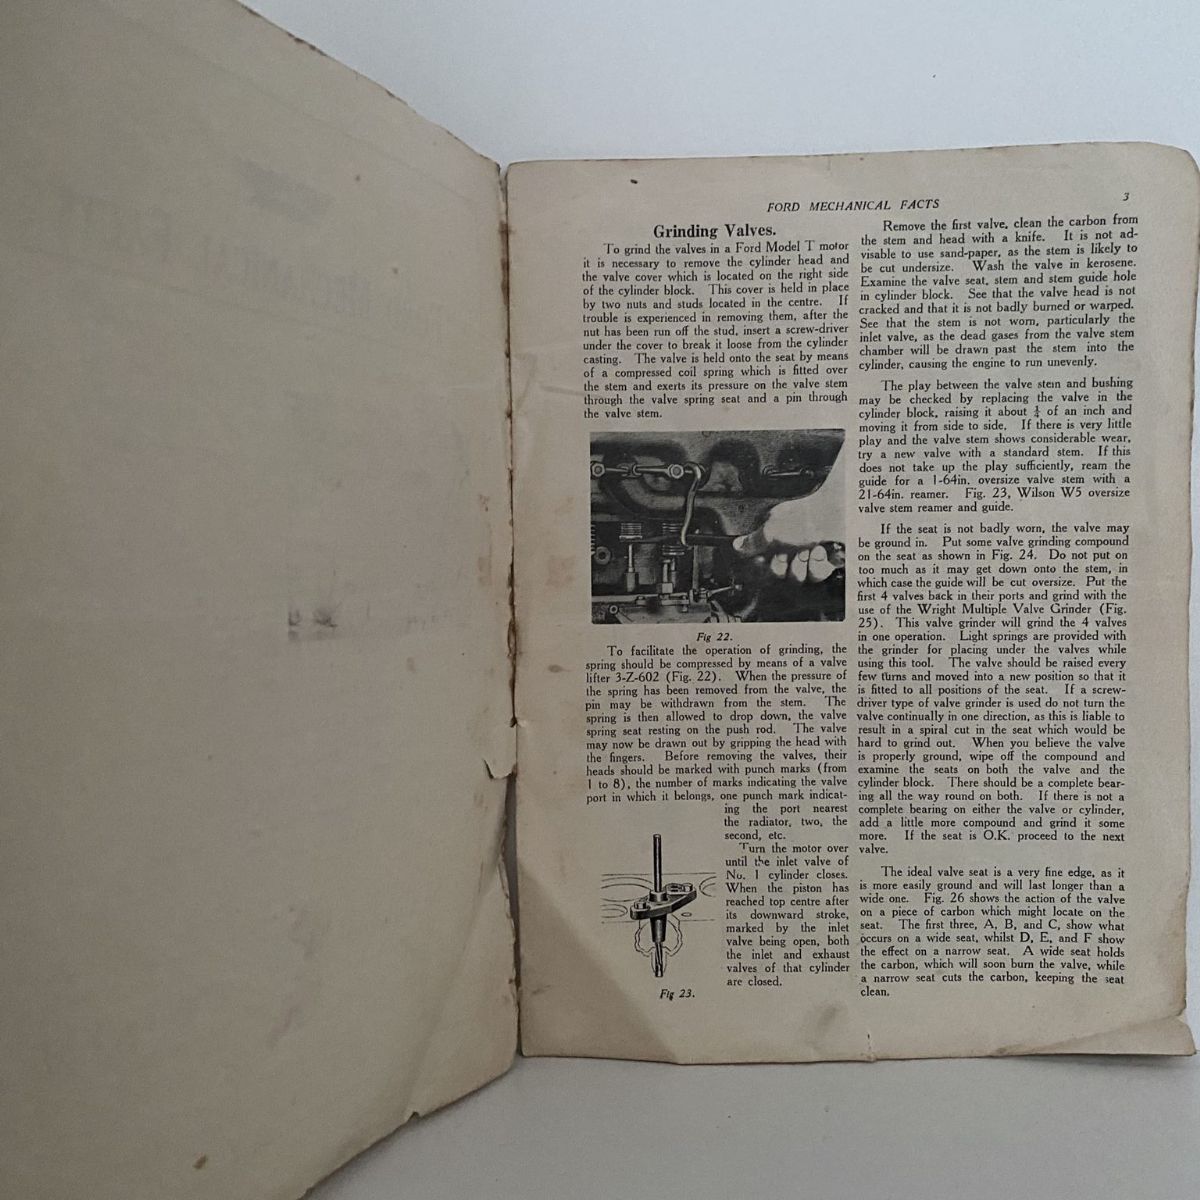 FORD MECHANICAL FACTS
3
Grinding Valves.
To grind the valves in a Ford Model T motor
it is necessary to remove the cylinder head and
the valve cover which is located on the right side
of the cylinder block. This cover is held in place
by two nuts and studs located in the centre. If
trouble is experienced in removing them, after the
nut has been run off the stud, insert a screw-driver
under the cover to break it loose from the cylinder
casting. The valve is held onto the seat by means
of a compressed coil spring which is fitted over
the stem and exerts its pressure on the valve stem
through the valve spring seat and a pin through
the valve stem.
Fig 22.
To facilitate the operation of grinding, the
spring should be compressed by means of a valve
lifter 3-Z-602 (Fig. 22). When the pressure of
the spring has been removed from the valve, the
pin may be withdrawn from the stem. The
spring is then allowed to drop down, the valve
spring seat resting on the push rod. The valve
may now be drawn out by gripping the head with
the fingers. Before removing the valves, their
heads should be marked with punch marks (from
1 to 8), the number of marks indicating the valve
port in which it belongs, one punch mark indicat-
ing the port nearest
the radiator, two, the
second, etc.
Turn the motor over
until the inlet valve of
No. 1 cylinder closes.
When the piston has
reached top centre after
its downward stroke,
marked by the inlet
valve being open, both
the inlet and exhaust
valves of that cylinder
are closed.
Fig 23.
Remove the first valve, clean the carbon from
the stem and head with a knife. It is not ad-
visable to use sand-paper, as the stem is likely to
be cut undersize. Wash the valve in kerosene.
Examine the valve seat, stem and stem guide hole
in cylinder block. See that the valve head is not
cracked and that it is not badly burned or warped.
See that the stem is not worn, particularly the
inlet valve, as the dead gases from the valve stem
chamber will be drawn past the stem into the
cylinder, causing the engine to run unevenly.
The play between the valve stem and bushing
may be checked by replacing the valve in the
cylinder block, raising it about of an inch and
moving it from side to side. If there is very little
play and the valve stem shows considerable wear,
try a new valve with a standard stem. If this
does not take up the play sufficiently, ream the
guide for a 1-64in. oversize valve stem with a
21-64in. reamer. Fig. 23, Wilson W5 oversize
valve stem reamer and guide.
If the seat is not badly worn, the valve may
be ground in. Put some valve grinding compound
on the seat as shown in Fig. 24. Do not put on
too much as it may get down onto the stem, in
which case the guide will be cut oversize. Put the
first 4 valves back in their ports and grind with the
use of the Wright Multiple Valve Grinder (Fig.
25). This valve grinder will grind the 4 valves
in one operation. Light springs are provided with
the grinder for placing under the valves while
using this tool. The valve should be raised every
few turns and moved into a new position so that it
is fitted to all positions of the seat. If a screw-
driver type of valve grinder is used do not turn the
valve continually in one direction, as this is liable to
result in a spiral cut in the seat which would be
hard to grind out. When you believe the valve
is properly ground, wipe off the compound and
examine the seats on both the valve and the
cylinder block. There should be a complete bear-
ing all the way round on both. If there is not a
complete bearing on either the valve or cylinder,
add a little more compound and grind it some
more. If the seat is O.K. proceed to the next
valve.
The ideal valve seat is a very fine edge, as it
is more easily ground and will last longer than a
wide one. Fig. 26 shows the action of the valve
on a piece of carbon which might locate on the
seat. The first three, A, B, and C, show what
occurs on a wide seat, whilst D, E, and F show
the effect on a narrow seat. A wide seat holds
the carbon, which will soon burn the valve, while
a narrow seat cuts the carbon, keeping the seat
clean.